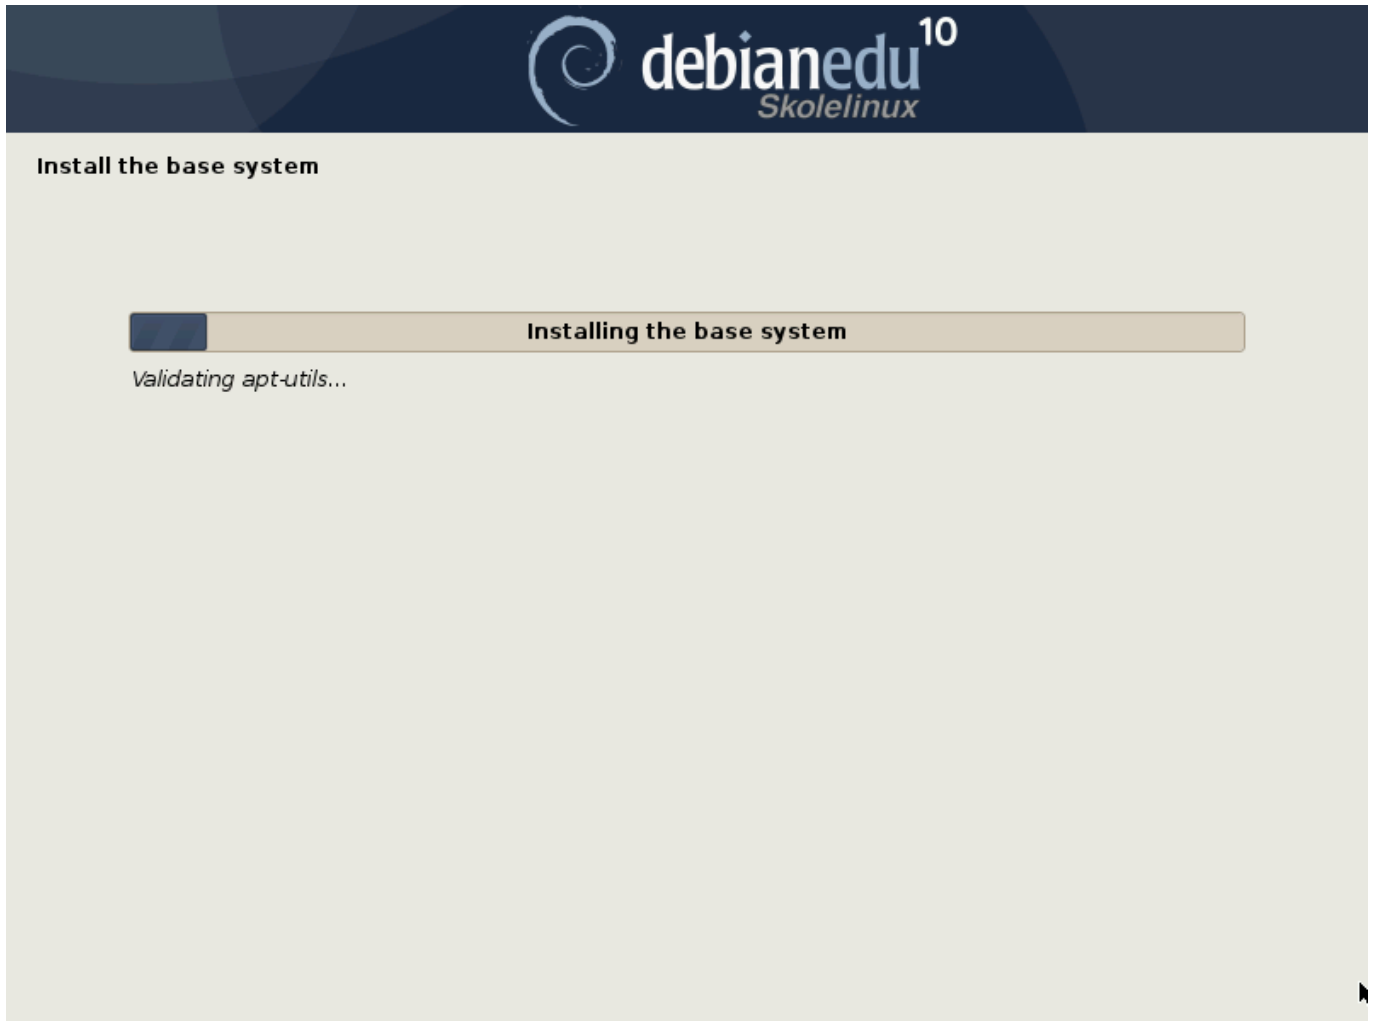 debianedu 10
Skolelinux
Install the base system
Installing the base system
Validating apt-utils...